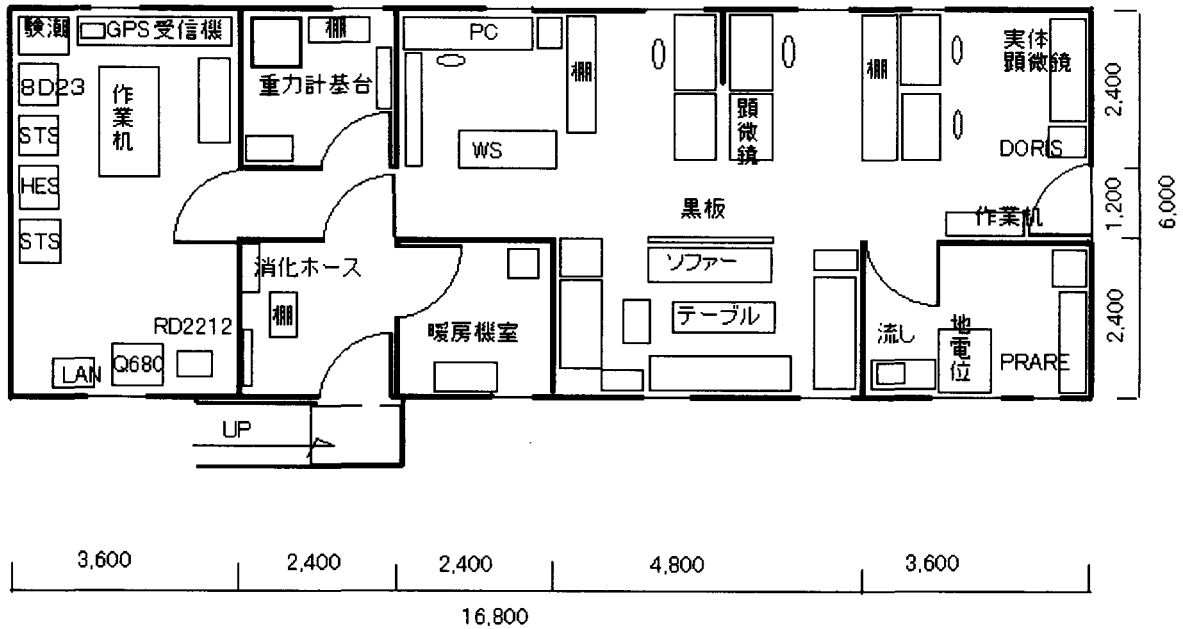 験潮
GPS受信機
棚
PC
棚
棚
実体
顕微鏡
8D23
作業机
重力計基台
顕微鏡
2,400
STS
WS
DORIS
HES
1,200
6,000
STS
黒板
作業机
消化ホース
ソファー
棚
テーブル
RD2212
暖房機室
流し
地電位
2,400
LAN
Q680
PRARE
UP
3,600
2,400
2,400
4,800
3,600
16,800